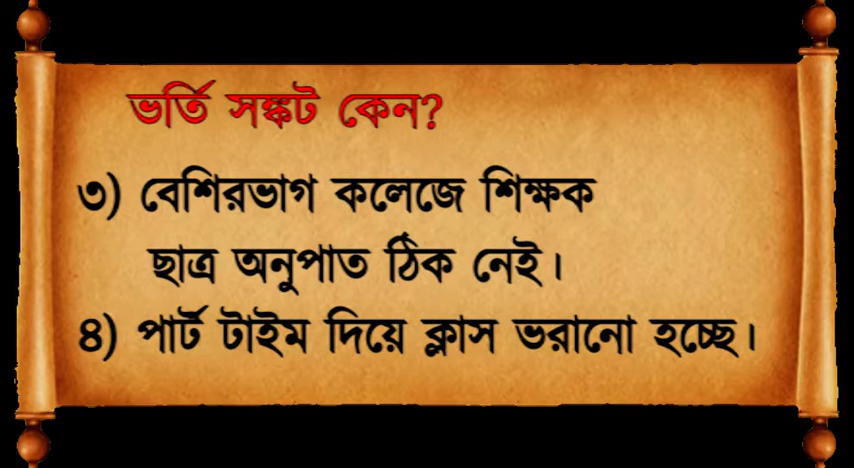 ভর্তি সঙ্কট কেন?
৩) বেশিরভাগ কলেজে শিক্ষক
ছাত্র অনুপাত ঠিক নেই।
৪) পার্ট টাইম দিয়ে ক্লাস ভরানো হচ্ছে।